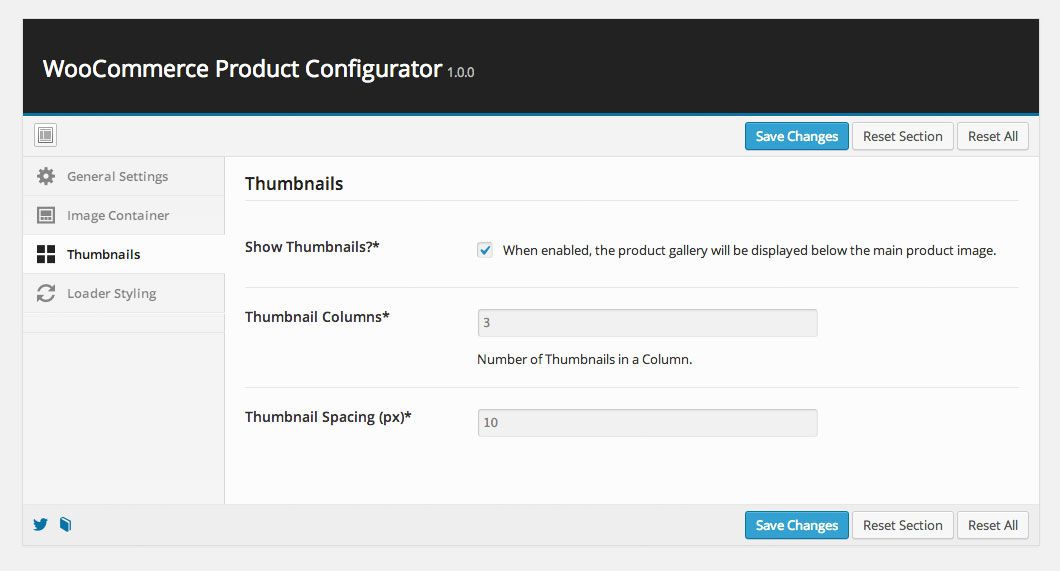 WooCommerce Product Configurator 1.0.0
Save Changes Reset Section Reset All
General Settings
Image Container
Thumbnails
Loader Styling
Thumbnails
Show Thumbnails?* When enabled, the product gallery will be displayed below the main product image.
Thumbnail Columns* 3
Number of Thumbnails in a Column.
Thumbnail Spacing (px)* 10
Save Changes Reset Section Reset All